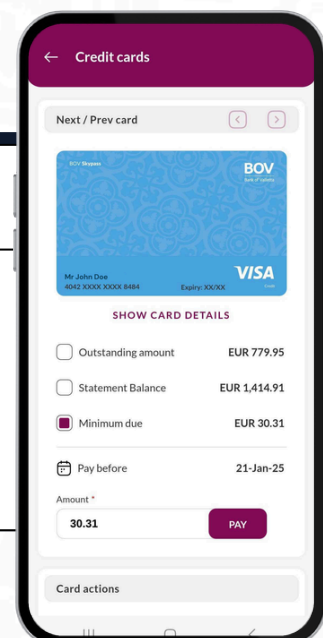 Credit cards
Next / Prev card
BOV Skypass
BOV
Bank of Valletta
Mr John Doe
4042 XXXX XXXX 8484
Expiry: XX/XX
VISA
SHOW CARD DETAILS
Outstanding amount EUR 779.95
Statement Balance EUR 1,414.91
Minimum due EUR 30.31
Pay before 21-Jan-25
Amount *
30.31 PAY
Card actions